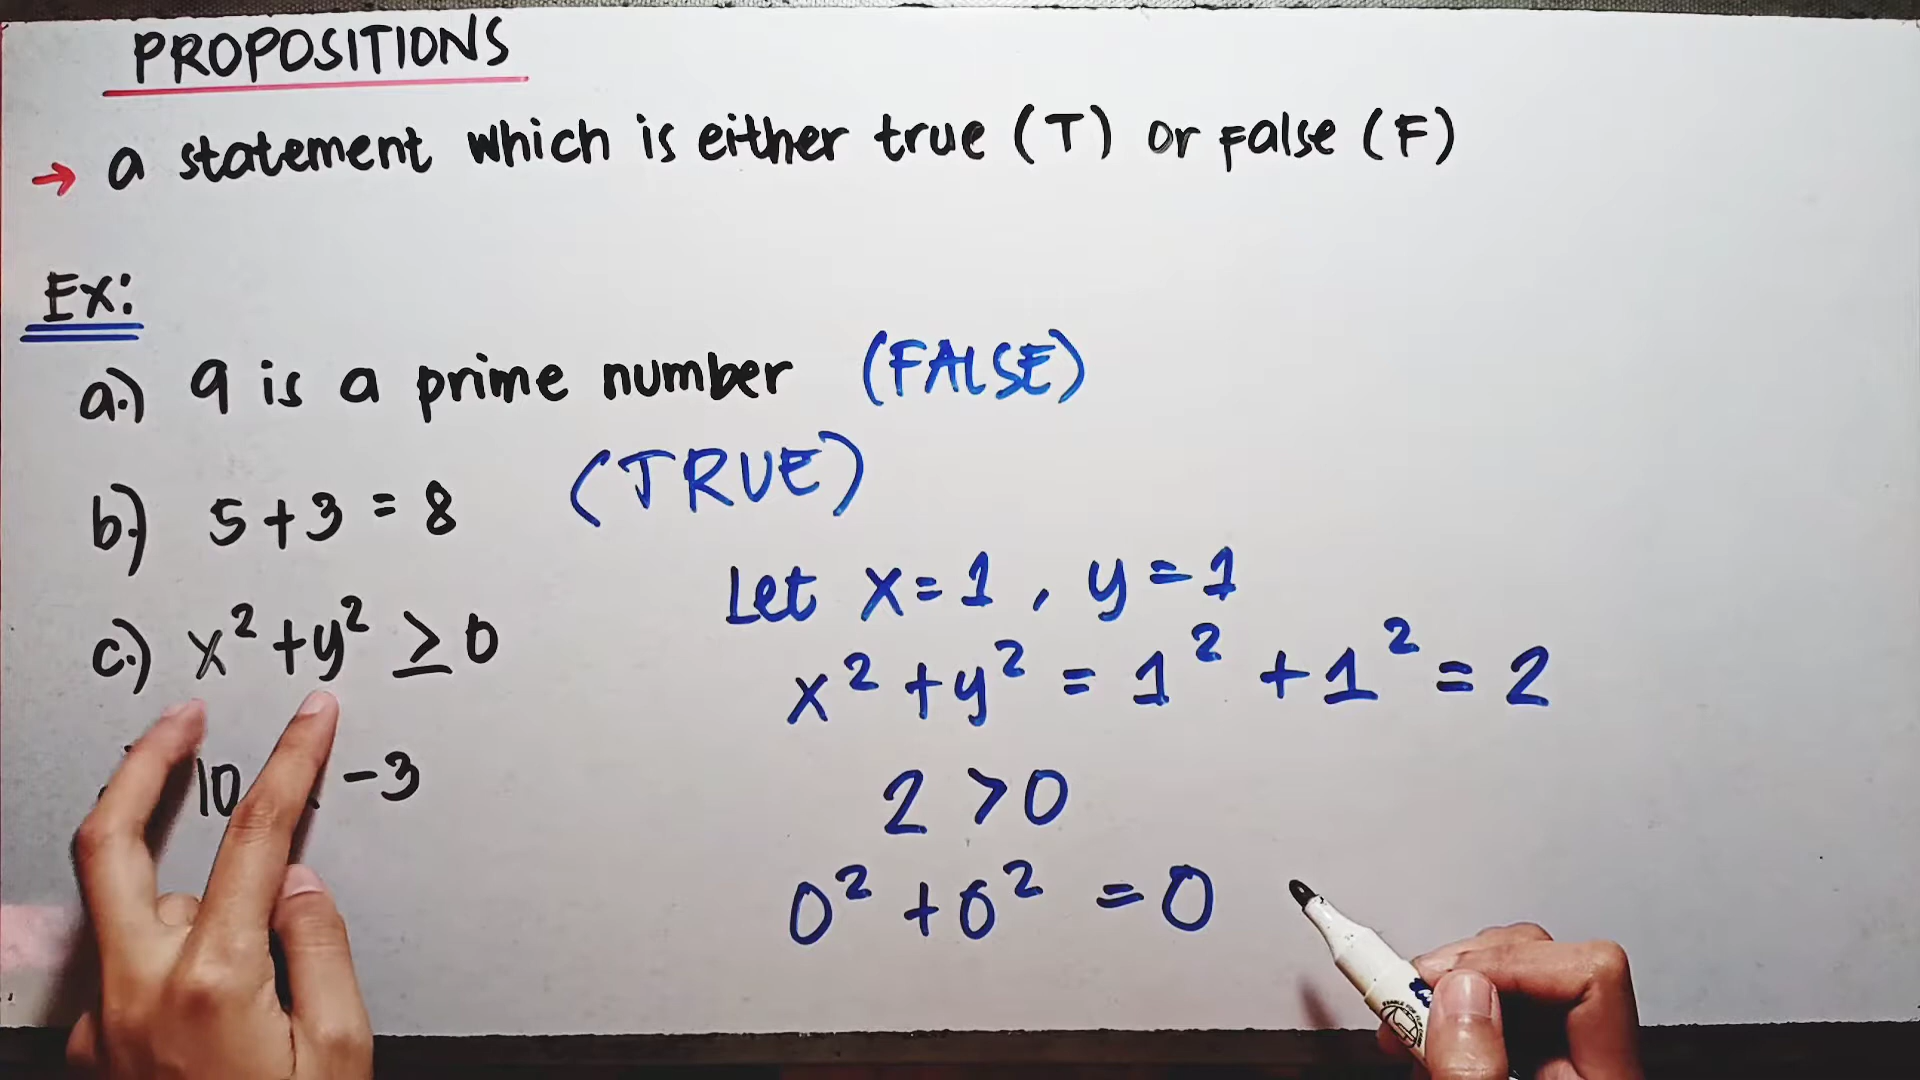 PROPOSITIONS
→ a statement which is either true (T) or false (F)
Ex:
a.) 9 is a prime number (FALSE)
b.) 5+3 = 8 (TRUE)
c.) x² + y² ≥ 0
Let x = 1 , y = 1
x² + y² = 1² + 1² = 2
10 -3
2 > 0
0² + 0² = 0